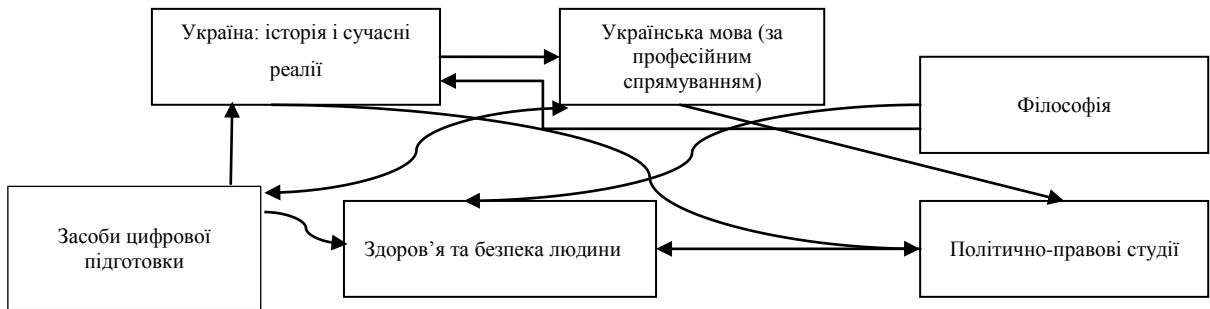 Україна: історія і сучасні
реалії
Українська мова (за
професійним
спрямуванням)
Філософія
Засоби цифрової
підготовки
Здоров’я та безпека людини
Політично-правові студії